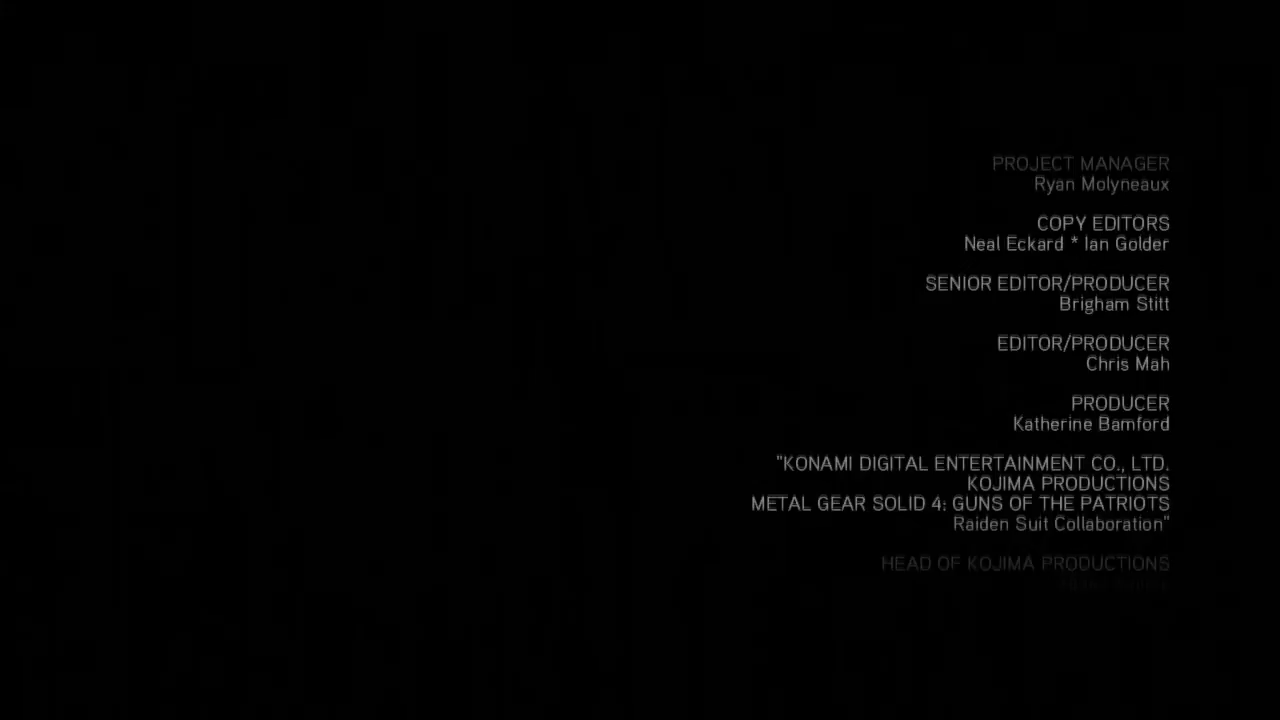 PROJECT MANAGER
Ryan Molyneaux
COPY EDITORS
Neal Eckard * Ian Golder
SENIOR EDITOR/PRODUCER
Brigham Stitt
EDITOR/PRODUCER
Chris Mah
PRODUCER
Katherine Bamford
"KONAMI DIGITAL ENTERTAINMENT CO., LTD.
KOJIMA PRODUCTIONS
METAL GEAR SOLID 4: GUNS OF THE PATRIOTS
Raiden Suit Collaboration"
HEAD OF KOJIMA PRODUCTIONS